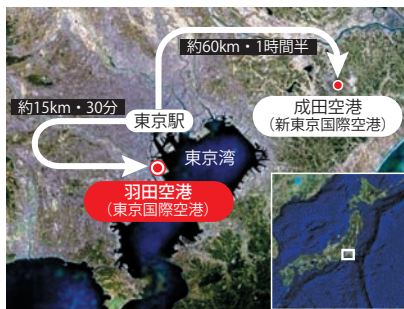 約60km・1時間半
約15km・30分
東京駅
成田空港
（新東京国際空港）
東京湾
羽田空港
（東京国際空港）